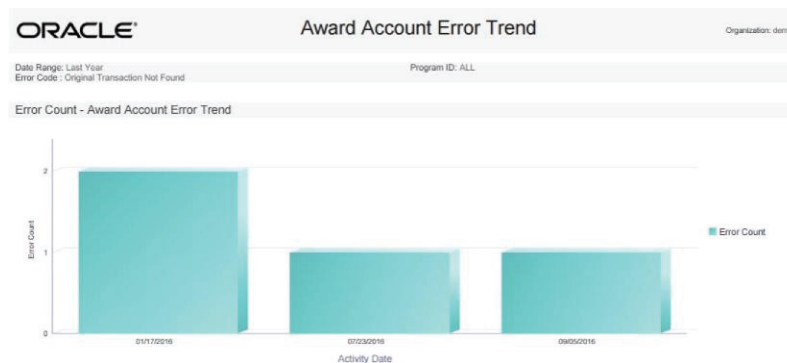 ORACLE®
Award Account Error Trend
Organization:
Date Range: Last Year
Program ID: ALL
Error Code : Original Transaction Not Found
Error Count - Award Account Error Trend
2
1
0
Error Count
01/17/2016
07/23/2016
09/05/2016
Activity Date
Error Count